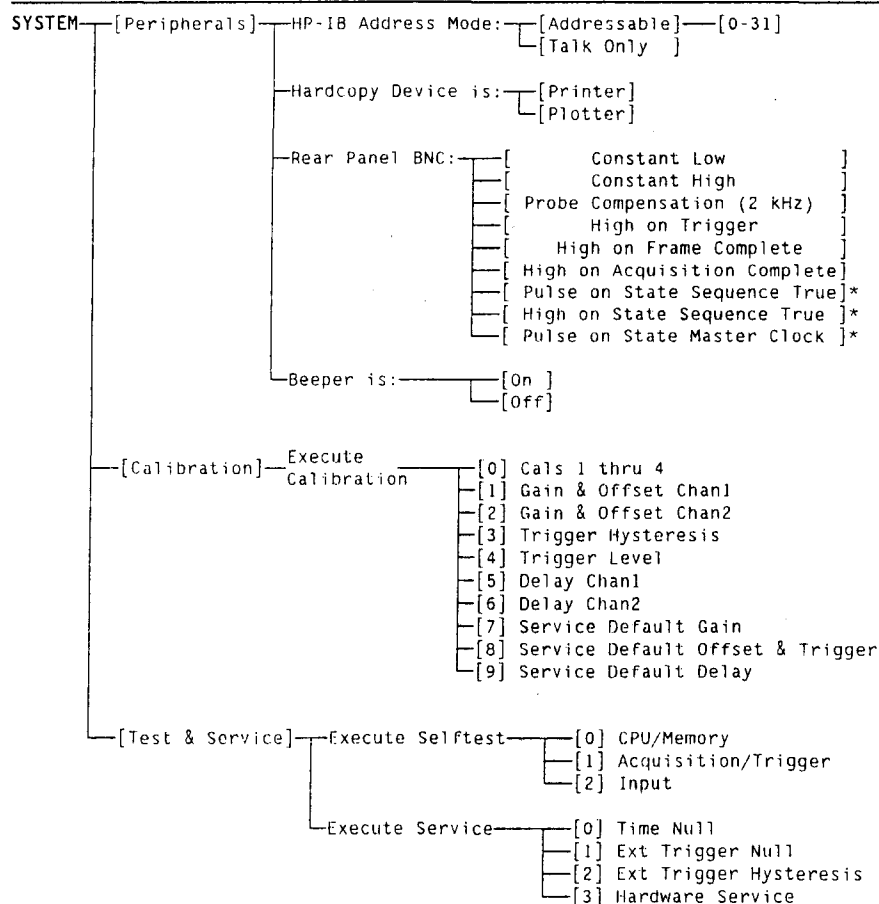 SYSTEM [Peripherals] HP-IB Address Mode: [Addressable] [0-31]
[Talk Only ]
Hardcopy Device is: [Printer]
[Plotter]
Rear Panel BNC: [ Constant Low ]
[ Constant High ]
[ Probe Compensation (2 kHz) ]
[ High on Trigger ]
[ High on Frame Complete ]
[ High on Acquisition Complete]
[ Pulse on State Sequence True]*
[ High on State Sequence True ]*
[ Pulse on State Master Clock ]*
Beeper is: [On ]
[Off]
[Calibration] Execute
Calibration [0] Cals 1 thru 4
[1] Gain & Offset Chan1
[2] Gain & Offset Chan2
[3] Trigger Hysteresis
[4] Trigger Level
[5] Delay Chan1
[6] Delay Chan2
[7] Service Default Gain
[8] Service Default Offset & Trigger
[9] Service Default Delay
[Test & Service] Execute Selftest [0] CPU/Memory
[1] Acquisition/Trigger
[2] Input
Execute Service [0] Time Null
[1] Ext Trigger Null
[2] Ext Trigger Hysteresis
[3] Hardware Service